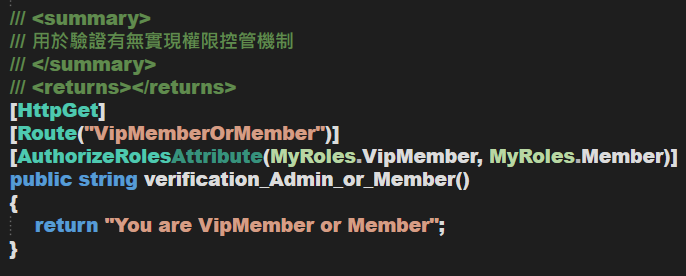 /// <summary>
/// 用於驗證有無實現權限控管機制
/// </summary>
/// <returns></returns>
[HttpGet]
[Route("VipMemberOrMember")]
[AuthorizeRolesAttribute(MyRoles.VipMember, MyRoles.Member)]
public string verification_Admin_or_Member()
{
    return "You are VipMember or Member";
}